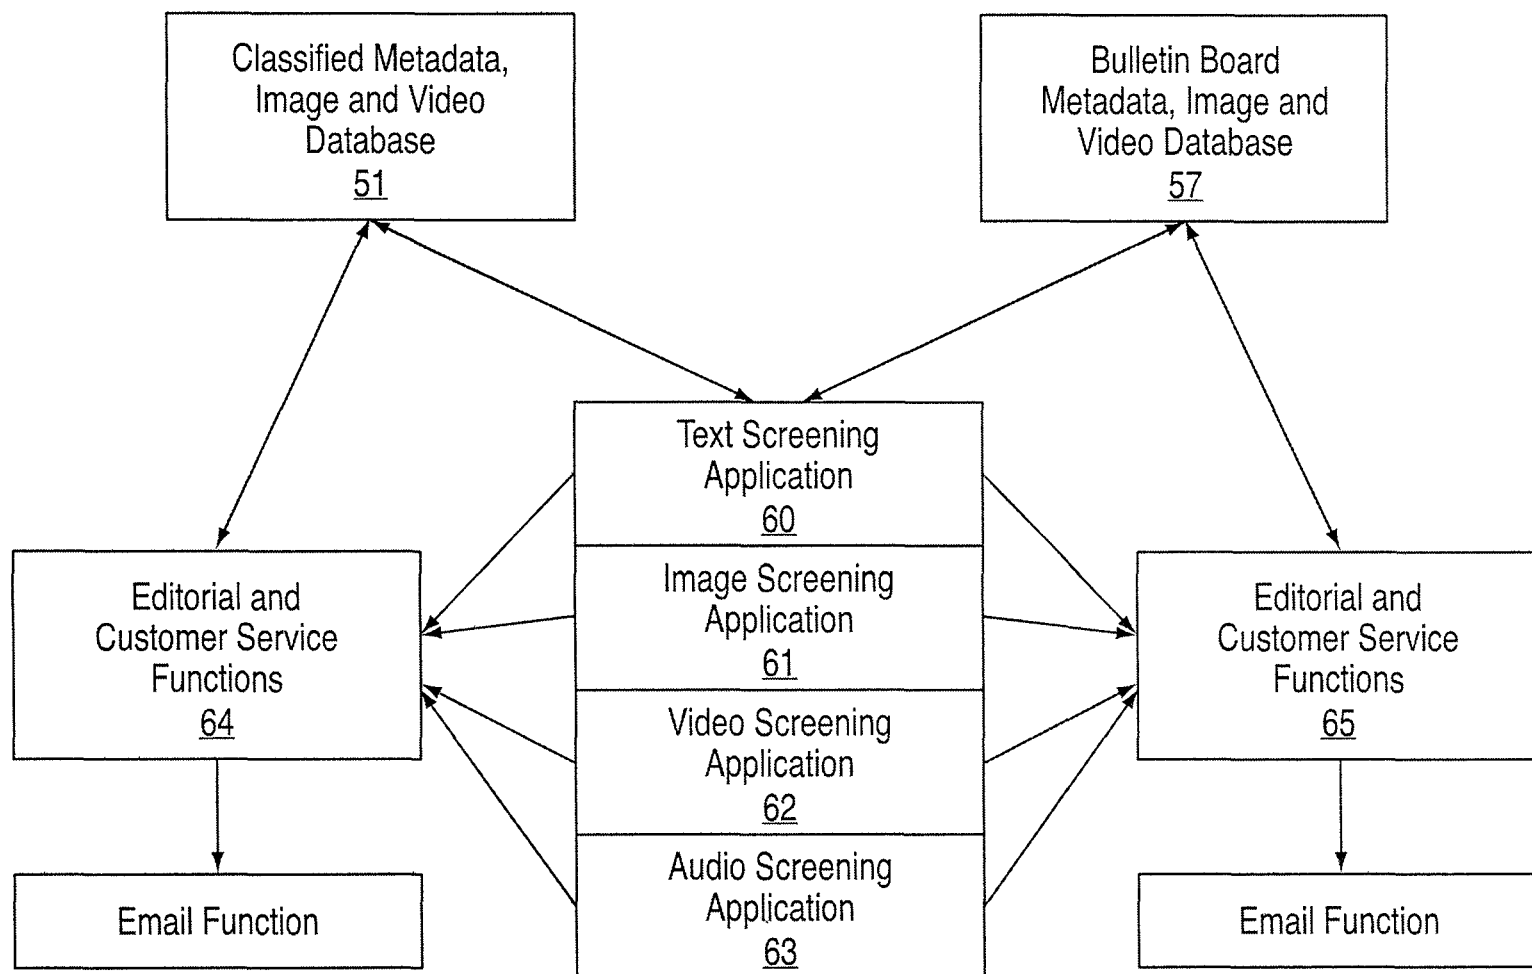 Classified Metadata,
Image and Video
Database
51
Bulletin Board
Metadata, Image and
Video Database
57
Text Screening
Application
60
Image Screening
Application
61
Video Screening
Application
62
Audio Screening
Application
63
Editorial and
Customer Service
Functions
64
Editorial and
Customer Service
Functions
65
Email Function
Email Function